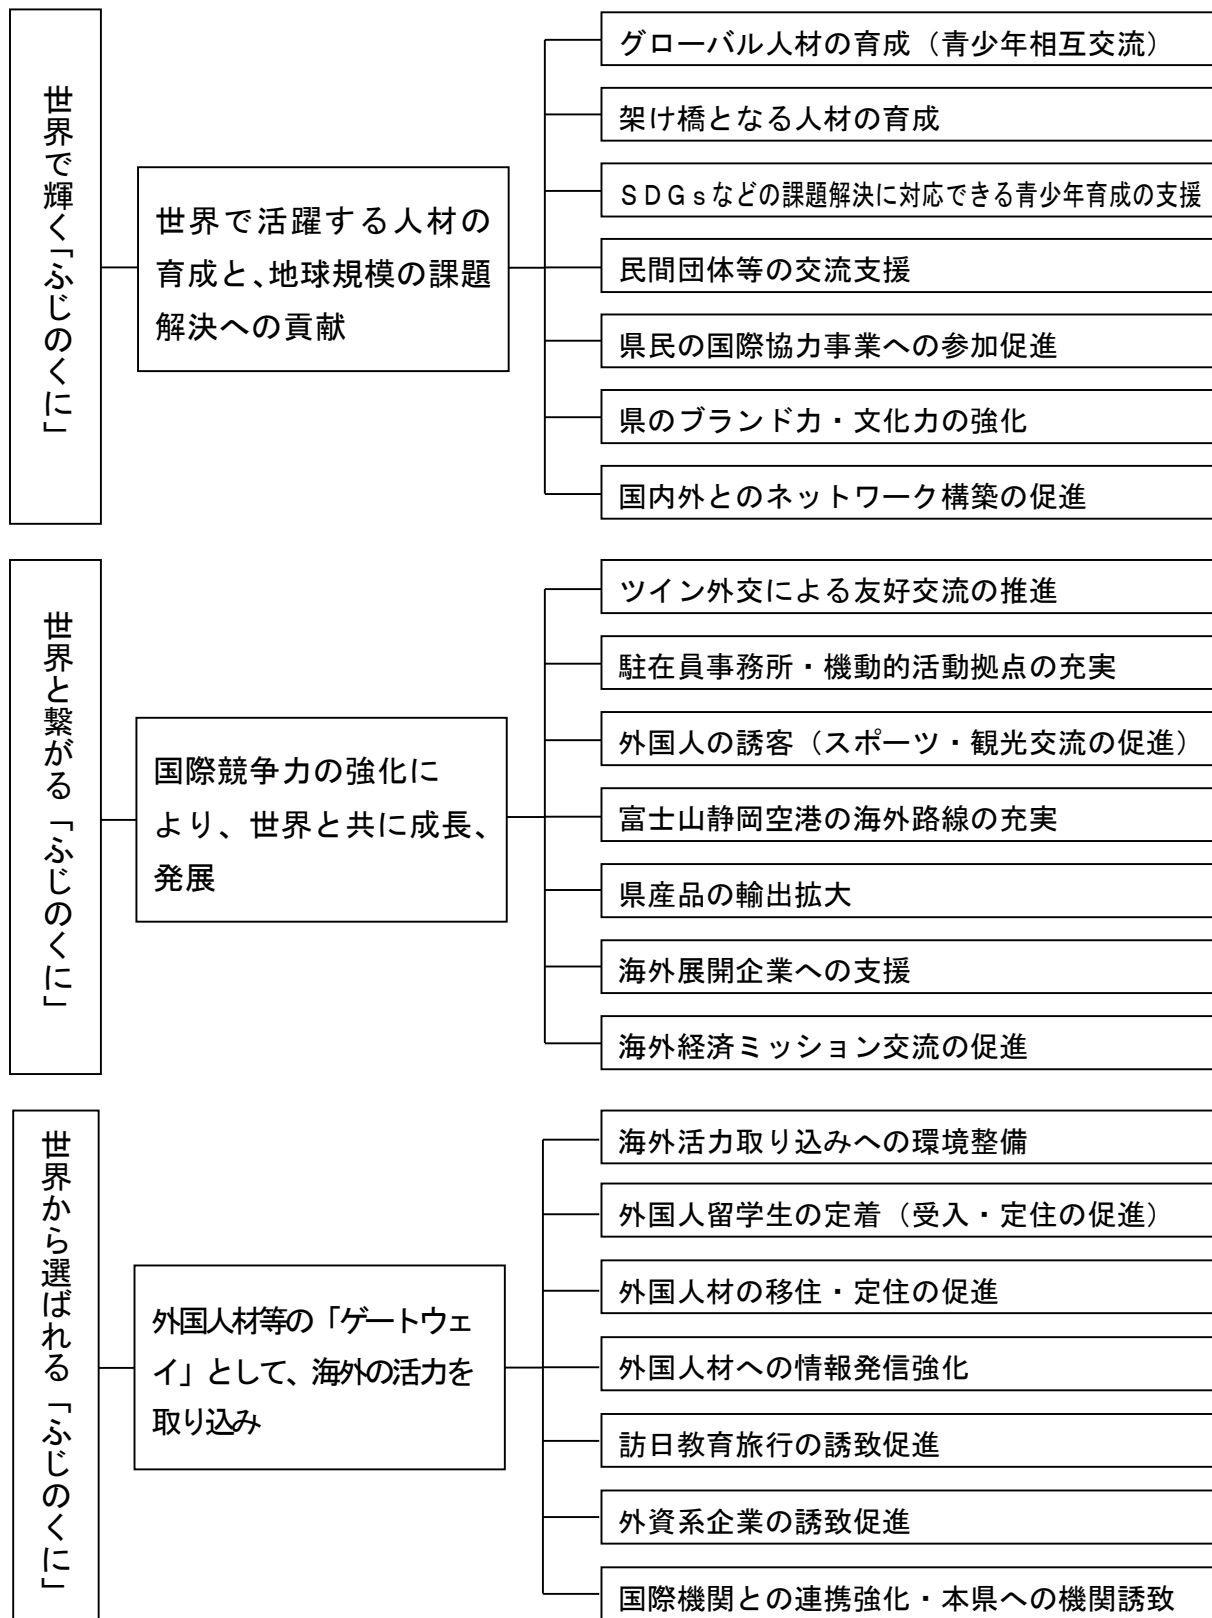 世界で輝く「ふじのくに」
世界で活躍する人材の
育成と、地球規模の課題
解決への貢献
グローバル人材の育成（青少年相互交流）
架け橋となる人材の育成
ＳＤＧｓなどの課題解決に対応できる青少年育成の支援
民間団体等の交流支援
県民の国際協力事業への参加促進
県のブランド力・文化力の強化
国内外とのネットワーク構築の促進
世界と繋がる「ふじのくに」
国際競争力の強化に
より、世界と共に成長、
発展
ツイン外交による友好交流の推進
駐在員事務所・機動的活動拠点の充実
外国人の誘客（スポーツ・観光交流の促進）
富士山静岡空港の海外路線の充実
県産品の輸出拡大
海外展開企業への支援
海外経済ミッション交流の促進
世界から選ばれる「ふじのくに」
外国人材等の「ゲートウェ
イ」として、海外の活力を
取り込み
海外活力取り込みへの環境整備
外国人留学生の定着（受入・定住の促進）
外国人材の移住・定住の促進
外国人材への情報発信強化
訪日教育旅行の誘致促進
外資系企業の誘致促進
国際機関との連携強化・本県への機関誘致